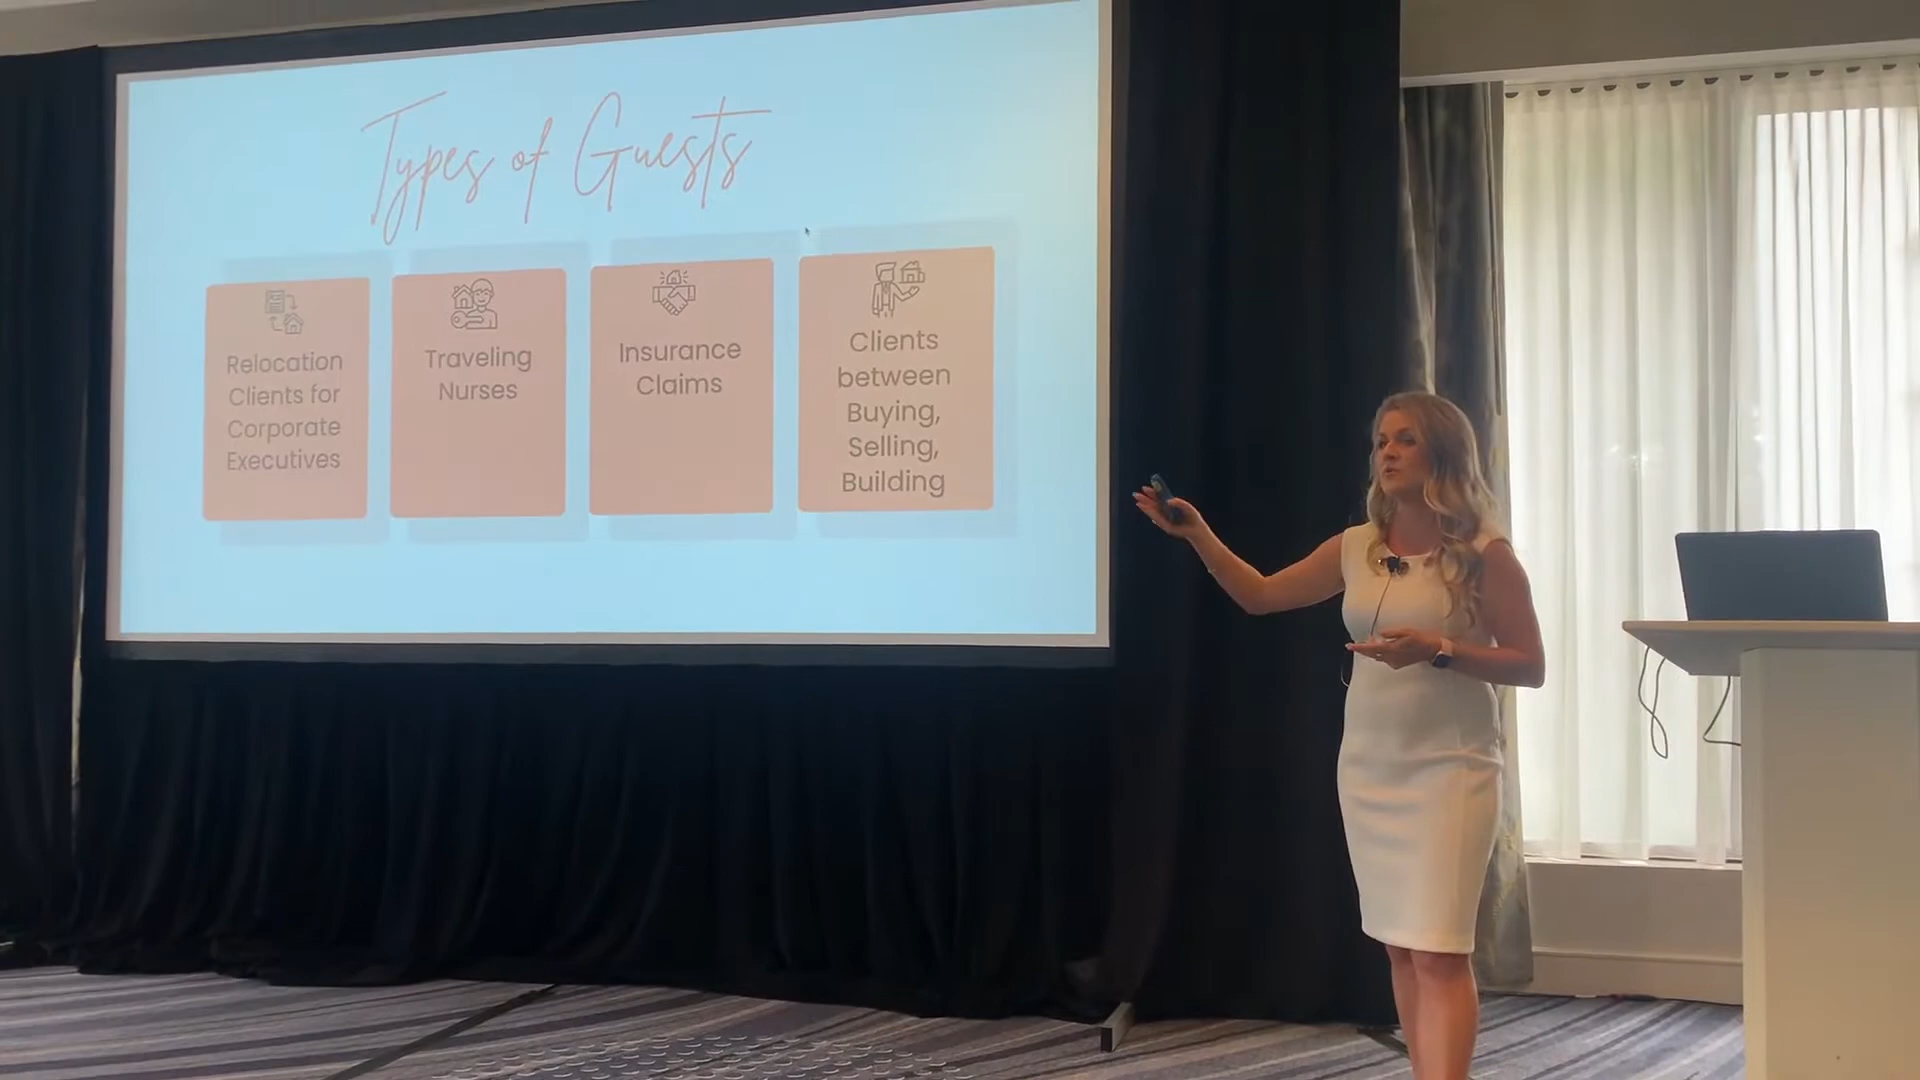 Types of Guests
Relocation
Clients for
Corporate
Executives
Traveling
Nurses
Insurance
Claims
Clients
between
Buying,
Selling,
Building